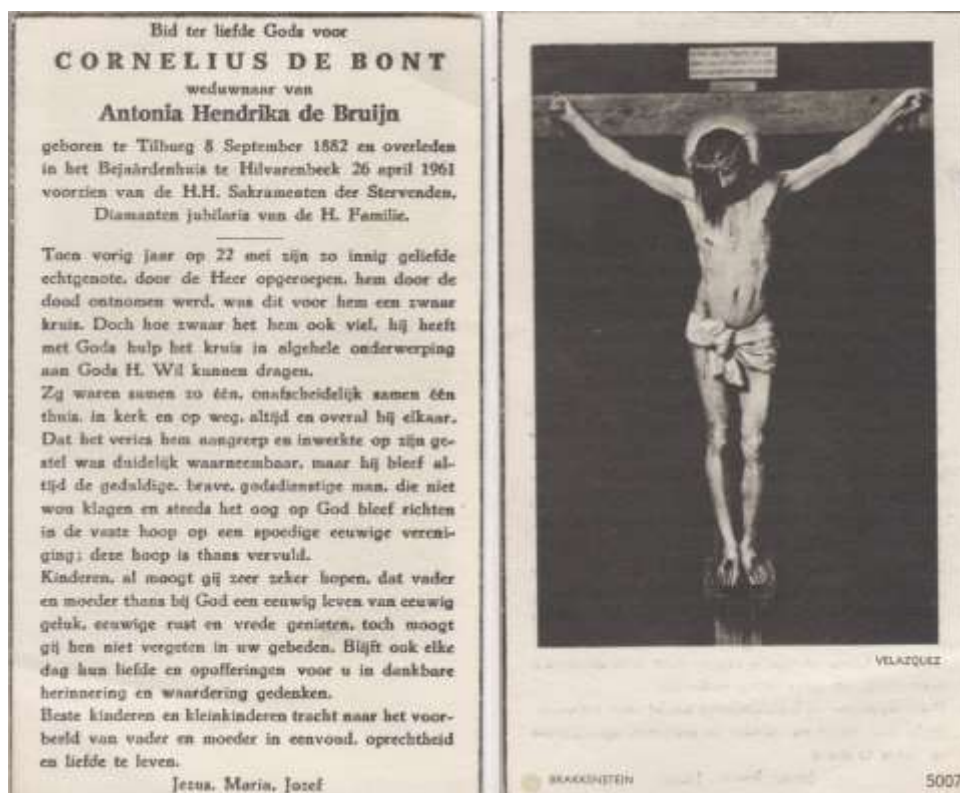 Bid ter liefde Gods voor
CORNELIUS DE BONT
weduwnaar van
Antonia Hendrika de Bruijn
geboren te Tilburg 8 September 1882 en overleden
in het Bejaardenhuis te Hilvarenbeek 26 april 1961
voorzien van de H.H. Sakramenten der Stervenden.
Diamanten jubilaris van de H. Familie.
Toen vorig jaar op 22 mei zijn zo innig geliefde
echtgenote, door de Heer opgeroepen, hem door de
dood ontnomen werd, was dit voor hem een zwaar
kruis. Doch hoe zwaar het hem ook viel, hij heeft
met Gods hulp het kruis in algehele onderwerping
aan Gods H. Wil kunnen dragen.
Zij waren samen zo één, onafscheidelijk samen één
thuis, in kerk en op weg, altijd en overal bij elkaar.
Dat het verlies hem aangreep en inwerkte op zijn ge-
stel was duidelijk waarneembaar, maar hij bleef al-
tijd de geduldige, brave, godsdienstige man, die niet
wou klagen en steeds het oog op God bleef richten
in de vaste hoop op een spoedige eeuwige vereni-
ging; deze hoop is thans vervuld.
Kinderen, al moogt gij zeer zeker hopen, dat vader
en moeder thans bij God een eeuwig leven van eeuwig
geluk, eeuwige rust en vrede genieten, toch moogt
gij hen niet vergeten in uw gebeden. Blijft ook elke
dag hun liefde en opofferingen voor u in dankbare
herinnering en waardering gedenken.
Beste kinderen en kleinkinderen tracht naar het voor-
beeld van vader en moeder in eenvoud, oprechtheid
en liefde te leven.
Jezus, Maria, Jozef
VELAZQUEZ
BRAKKENSTEIN
5007